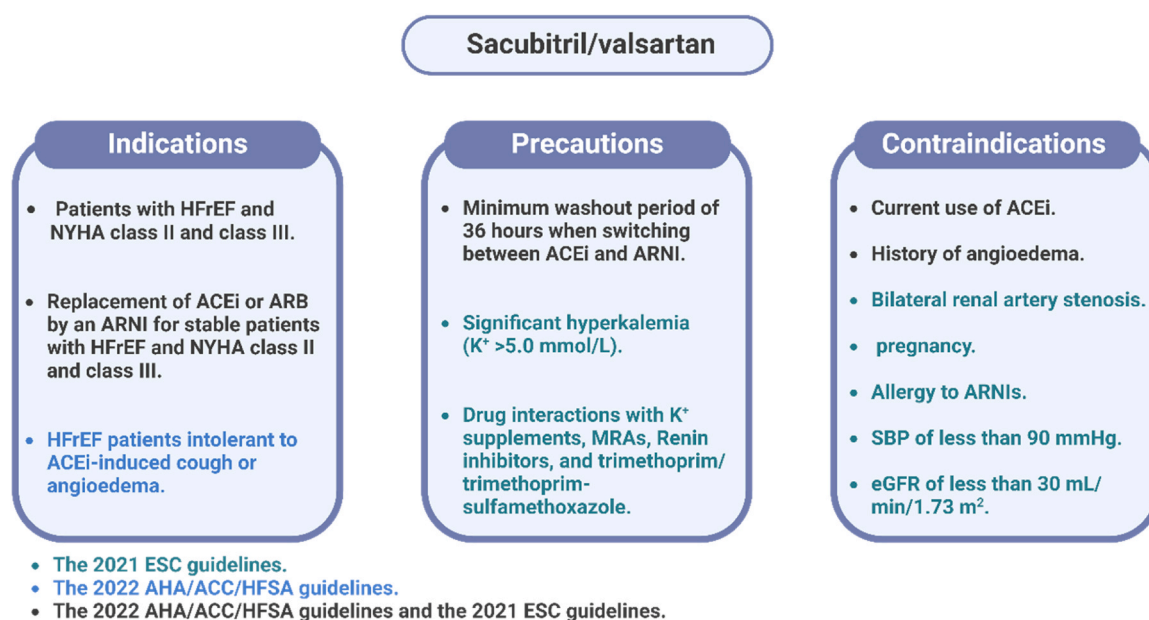 Sacubitril/valsartan
Indications
• Patients with HFrEF and
NYHA class II and class III.
• Replacement of ACEi or ARB
by an ARNI for stable patients
with HFrEF and NYHA class II
and class III.
• HFrEF patients intolerant to
ACEi-induced cough or
angioedema.
Precautions
• Minimum washout period of
36 hours when switching
between ACEi and ARNI.
• Significant hyperkalemia
(K⁺ >5.0 mmol/L).
• Drug interactions with K⁺
supplements, MRAs, Renin
inhibitors, and trimethoprim/
trimethoprim-
sulfamethoxazole.
Contraindications
• Current use of ACEi.
• History of angioedema.
• Bilateral renal artery stenosis.
• pregnancy.
• Allergy to ARNIs.
• SBP of less than 90 mmHg.
• eGFR of less than 30 mL/
min/1.73 m².
• The 2021 ESC guidelines.
• The 2022 AHA/ACC/HFSA guidelines.
• The 2022 AHA/ACC/HFSA guidelines and the 2021 ESC guidelines.